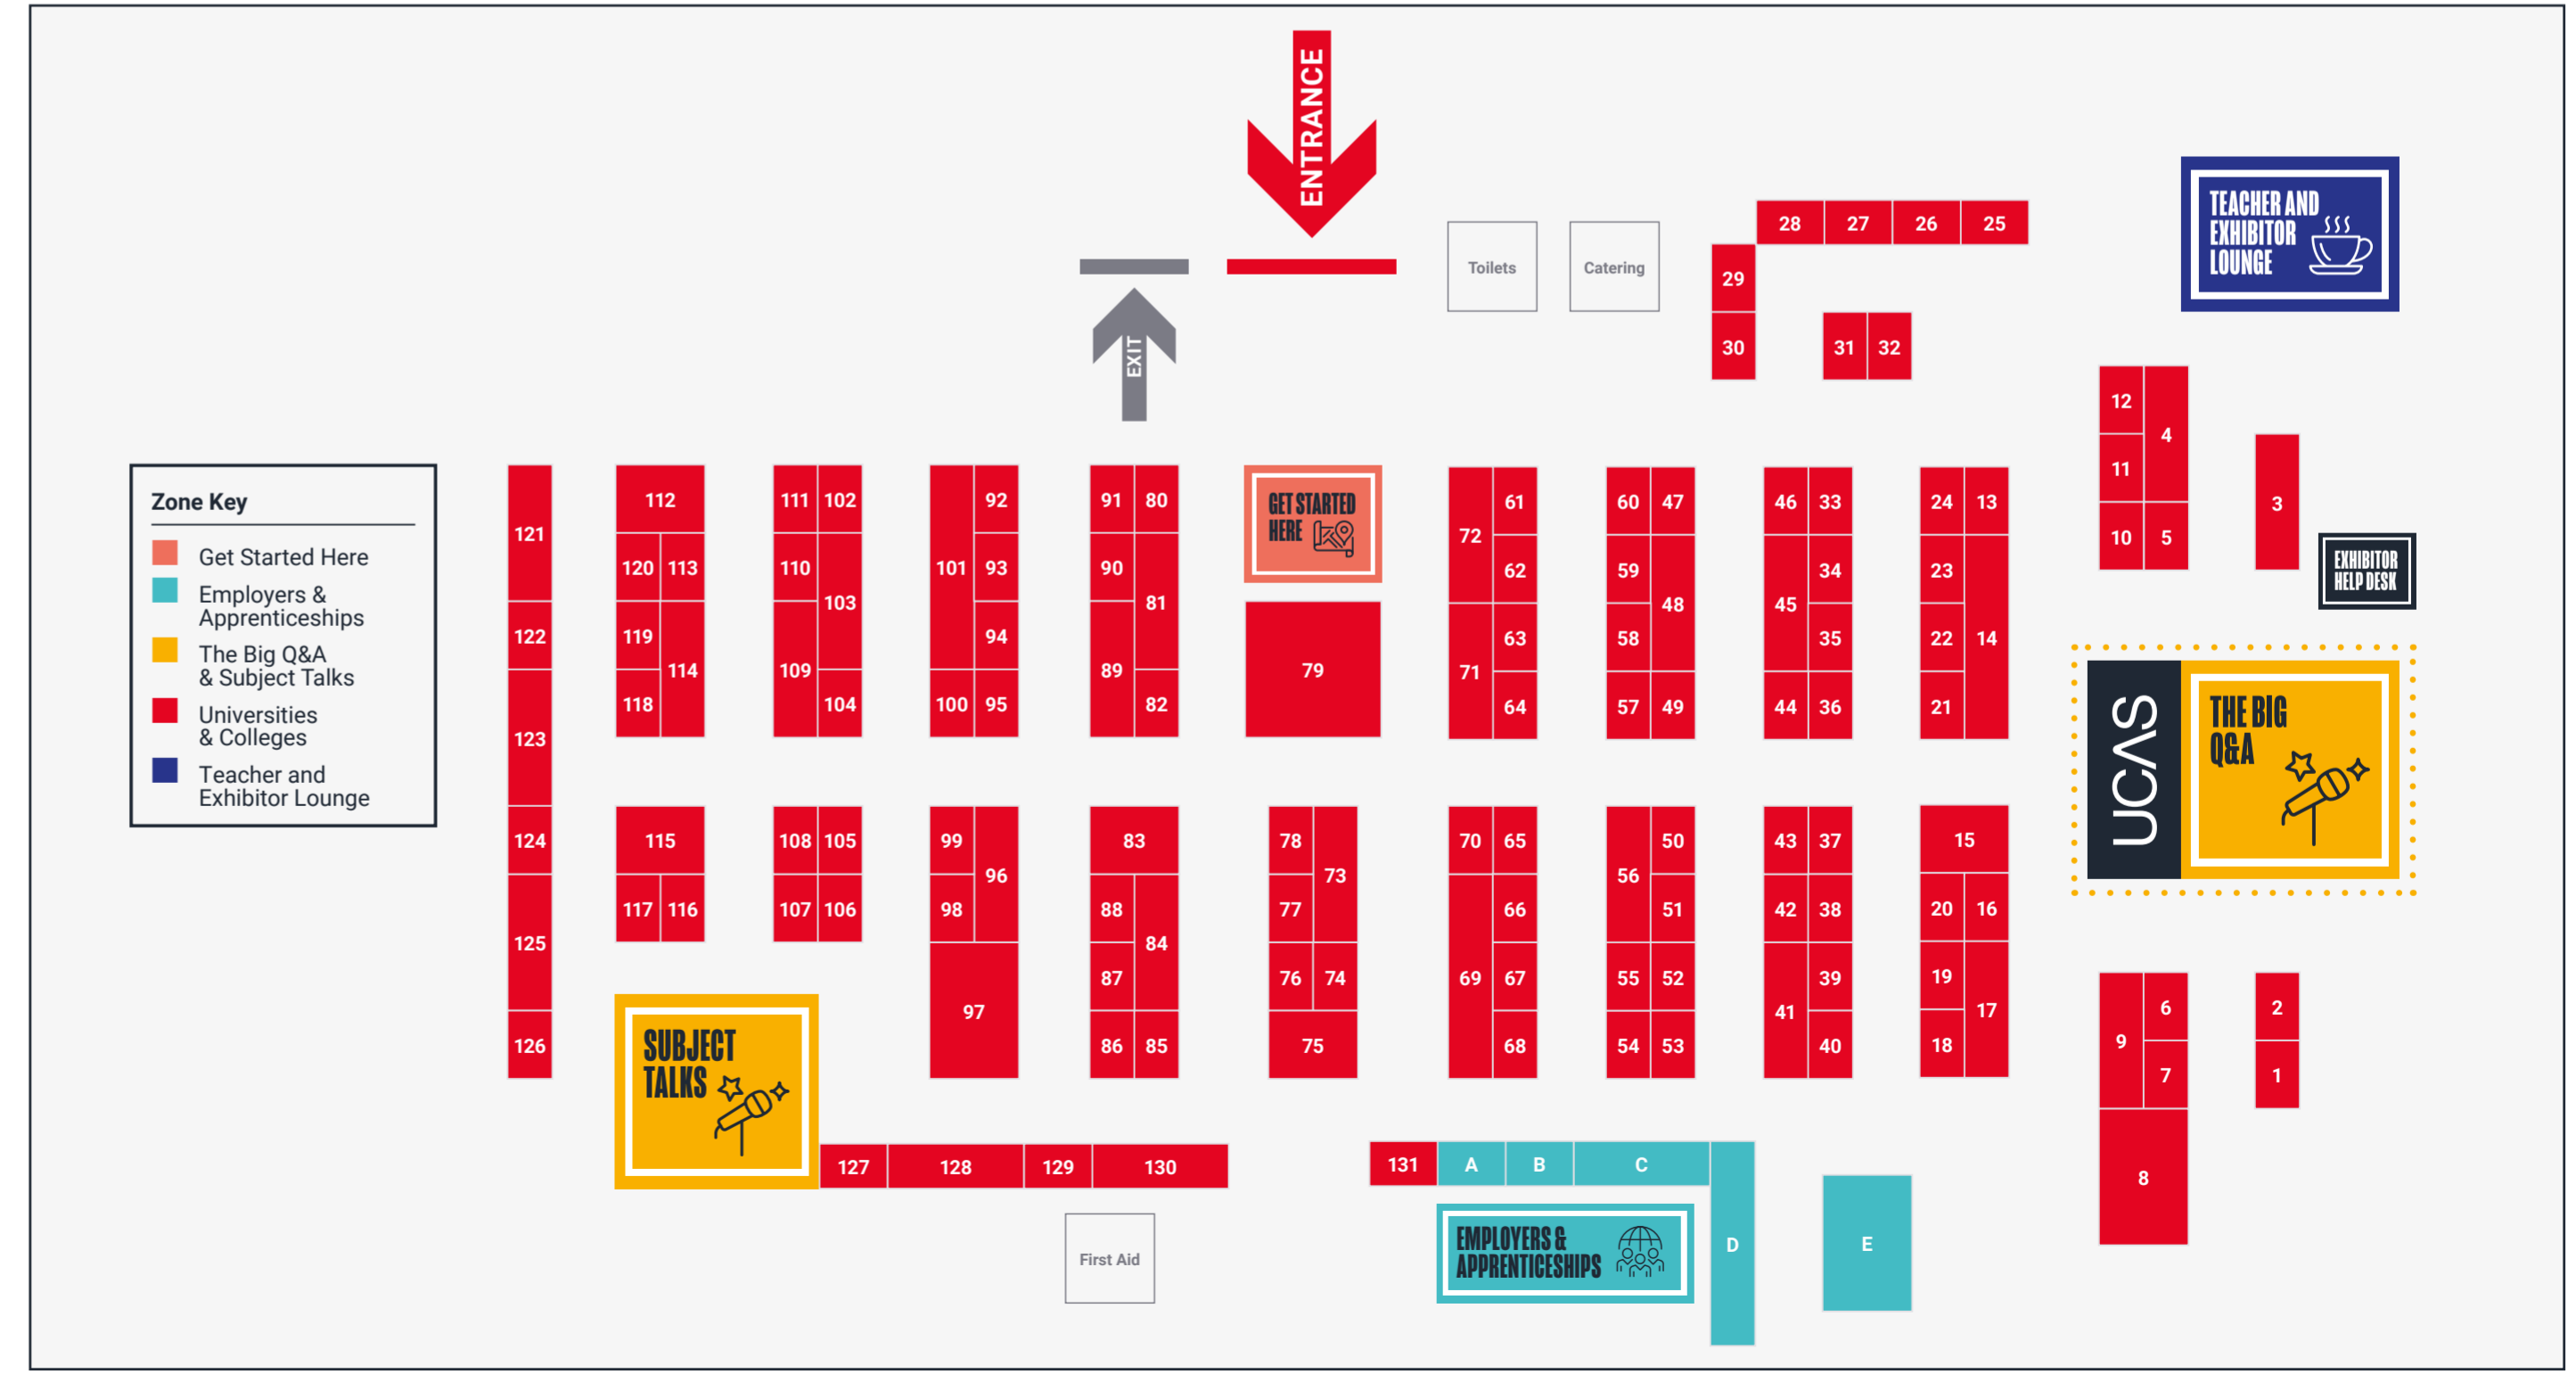 ENTRANCE
EXIT
Toilets
Catering
28 27 26 25
29
30
31 32
TEACHER AND
EXHIBITOR
LOUNGE
12
4
11
10 5
3
EXHIBITOR
HELP DESK
Zone Key
Get Started Here
Employers &
Apprenticeships
The Big Q&A
& Subject Talks
Universities
& Colleges
Teacher and
Exhibitor Lounge
121
122
123
124
125
126
112
120 113
119
114
118
111 102
110
103
109
104
92
101 93
94
100 95
91 80
90
81
89
82
GET STARTED
HERE
79
61
72
62
63
71
64
60 47
59
48
58
57 49
46 33
34
45
35
44 36
24 13
23
22 14
21
UCAS
THE BIG
Q&A
115
117 116
108 105
107 106
99
96
98
97
83
88
84
87
86 85
78
73
77
76 74
75
70 65
66
69 67
68
50
56
51
55 52
54 53
43 37
42 38
39
41
40
15
20 16
19
17
18
6
9
7
8
2
1
SUBJECT
TALKS
127 128 129 130
First Aid
131 A B C
D
E
EMPLOYERS &
APPRENTICESHIPS